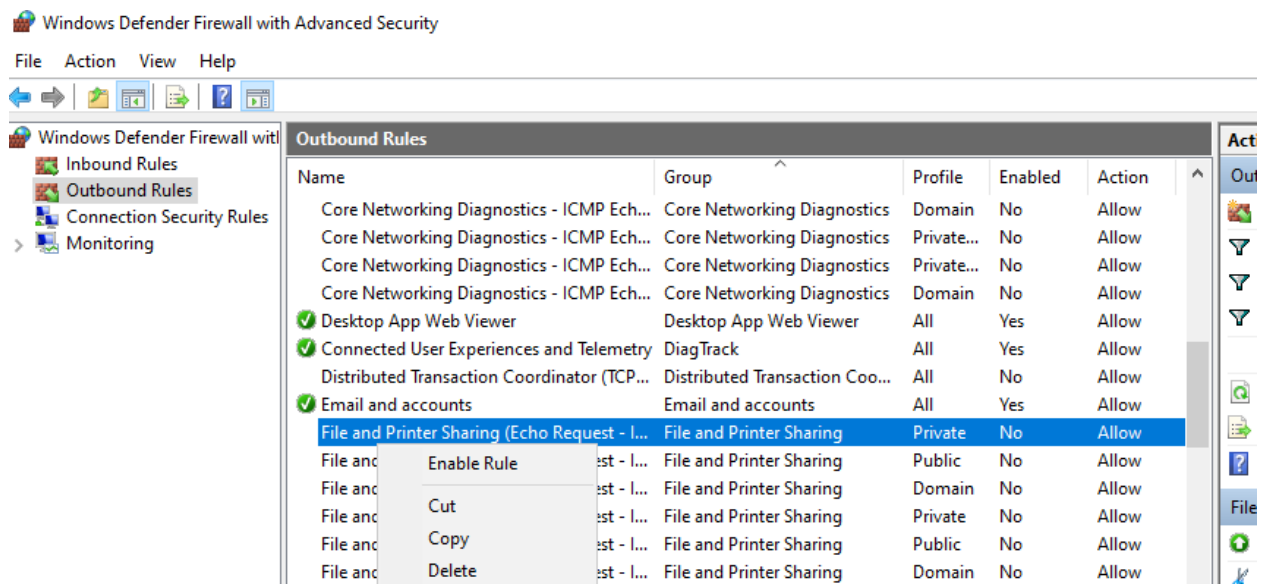 Windows Defender Firewall with Advanced Security
File Action View Help
Windows Defender Firewall with
Inbound Rules
Outbound Rules
Connection Security Rules
Monitoring
Outbound Rules
Name Group Profile Enabled Action
Core Networking Diagnostics - ICMP Ech... Core Networking Diagnostics Domain No Allow
Core Networking Diagnostics - ICMP Ech... Core Networking Diagnostics Private... No Allow
Core Networking Diagnostics - ICMP Ech... Core Networking Diagnostics Private... No Allow
Core Networking Diagnostics - ICMP Ech... Core Networking Diagnostics Domain No Allow
Desktop App Web Viewer Desktop App Web Viewer All Yes Allow
Connected User Experiences and Telemetry DiagTrack All Yes Allow
Distributed Transaction Coordinator (TCP... Distributed Transaction Coo... All No Allow
Email and accounts Email and accounts All Yes Allow
File and Printer Sharing (Echo Request - I... File and Printer Sharing Private No Allow
File and est - I... File and Printer Sharing Public No Allow
File and est - I... File and Printer Sharing Domain No Allow
File and est - I... File and Printer Sharing Private No Allow
File and est - I... File and Printer Sharing Public No Allow
File and est - I... File and Printer Sharing Domain No Allow
Enable Rule
Cut
Copy
Delete
Acti
Out
File